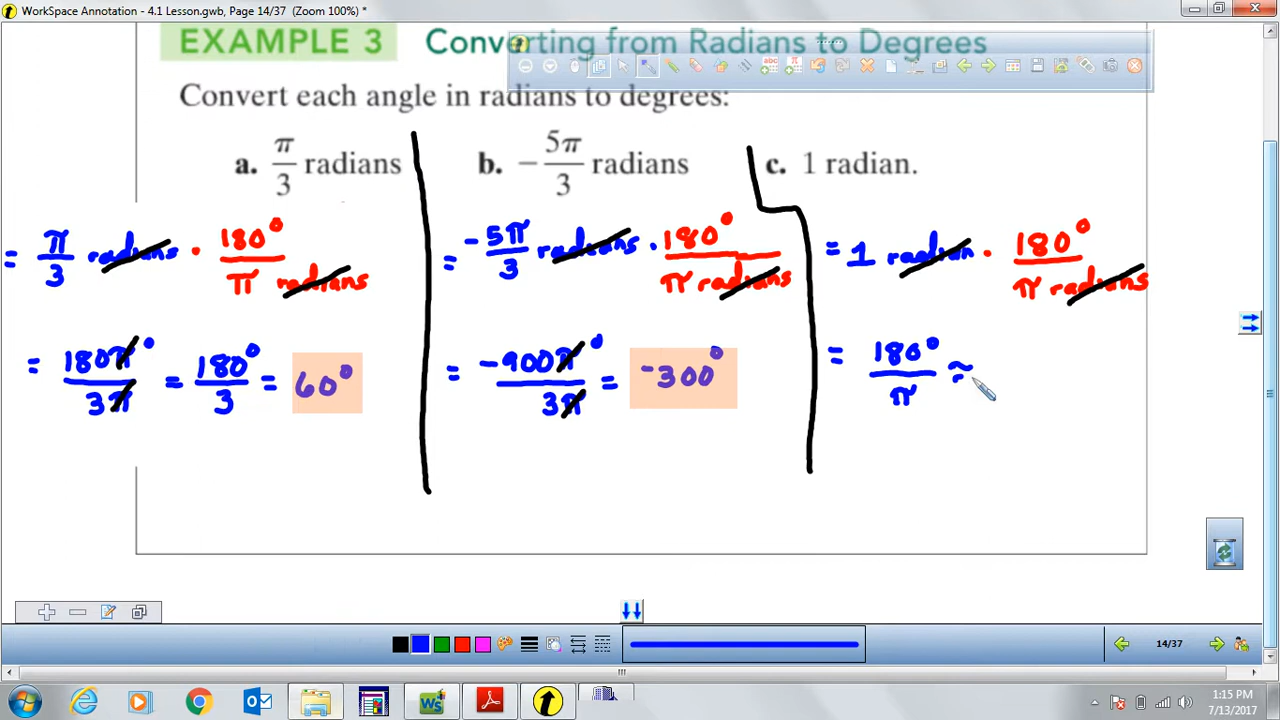 WorkSpace Annotation - 4.1 Lesson.gwb, Page 14/37 (Zoom 100%) *
EXAMPLE 3 Converting from Radians to Degrees
Convert each angle in radians to degrees:
a. π/3 radians
b. -5π/3 radians
c. 1 radian.
= π/3 radians · 180°/π radians
= 180π°/3π = 180°/3 = 60°
= -5π/3 radians · 180°/π radians
= -900π°/3π = -300°
= 1 radian · 180°/π radians
= 180°/π ≈
14/37
1:15 PM
7/13/2017